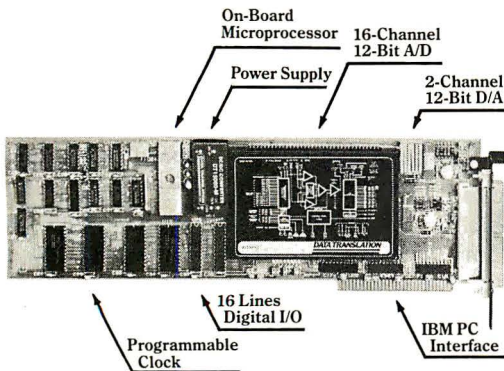 On-Board
Microprocessor
16-Channel
12-Bit A/D
Power Supply
2-Channel
12-Bit D/A
DATA TRANSLATION
16 Lines
Digital I/O
IBM PC
Interface
Programmable
Clock